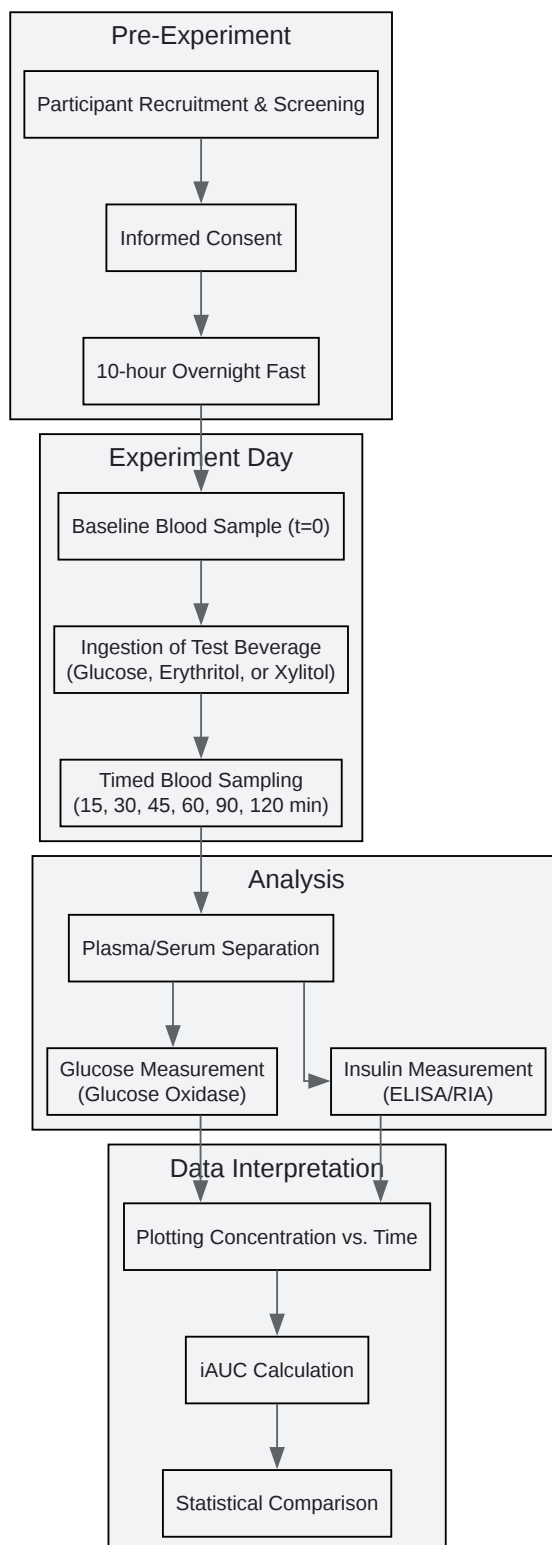 Pre-Experiment
Participant Recruitment & Screening
Informed Consent
10-hour Overnight Fast
Experiment Day
Baseline Blood Sample (t=0)
Ingestion of Test Beverage
(Glucose, Erythritol, or Xylitol)
Timed Blood Sampling
(15, 30, 45, 60, 90, 120 min)
Analysis
Plasma/Serum Separation
Glucose Measurement
(Glucose Oxidase)
Insulin Measurement
(ELISA/RIA)
Data Interpretation
Plotting Concentration vs. Time
iAUC Calculation
Statistical Comparison